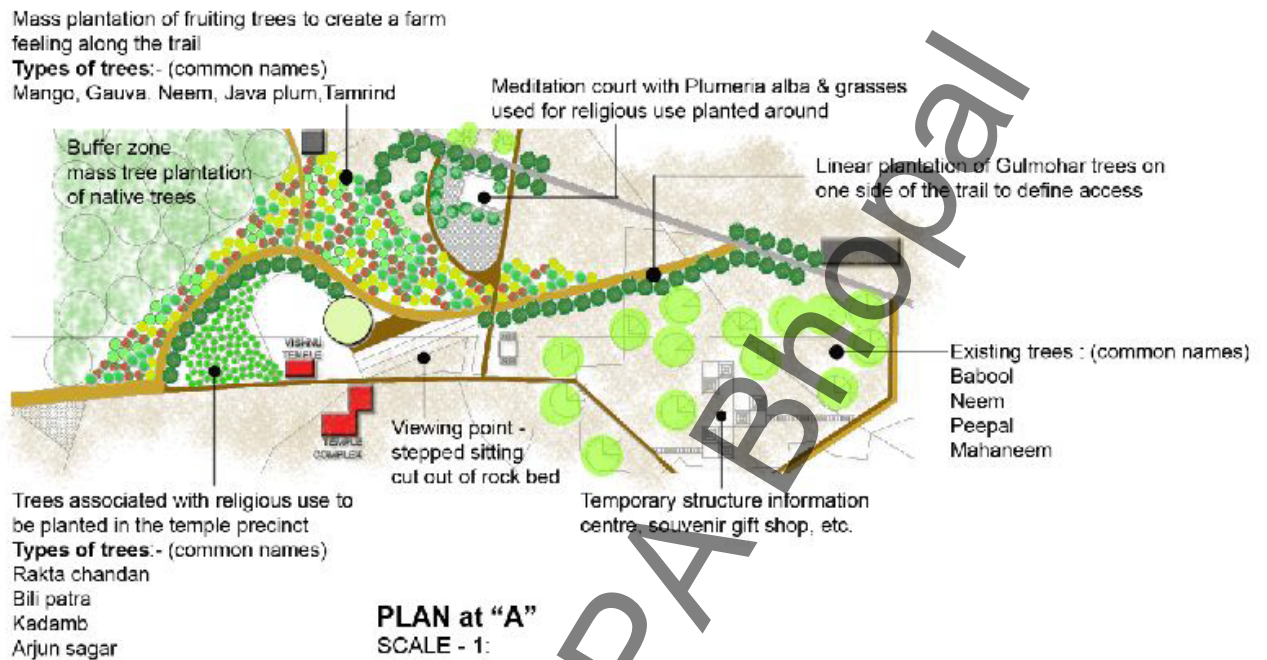 Mass plantation of fruiting trees to create a farm
feeling along the trail
Types of trees:- (common names)
Mango, Gauva. Neem, Java plum,Tamrind
Meditation court with Plumeria alba & grasses
used for religious use planted around
Buffer zone
mass tree plantation
of native trees
Linear plantation of Gulmohar trees on
one side of the trail to define access
VISHNU
TEMPLE
TEMPLE
COMPLEX
Viewing point -
stepped sitting
cut out of rock bed
Existing trees : (common names)
Babool
Neem
Peepal
Mahaneem
Temporary structure information
centre, souvenir gift shop, etc.
Trees associated with religious use to
be planted in the temple precinct
Types of trees:- (common names)
Rakta chandan
Bili patra
Kadamb
Arjun sagar
PLAN at “A”
SCALE - 1:
PA Bhopal